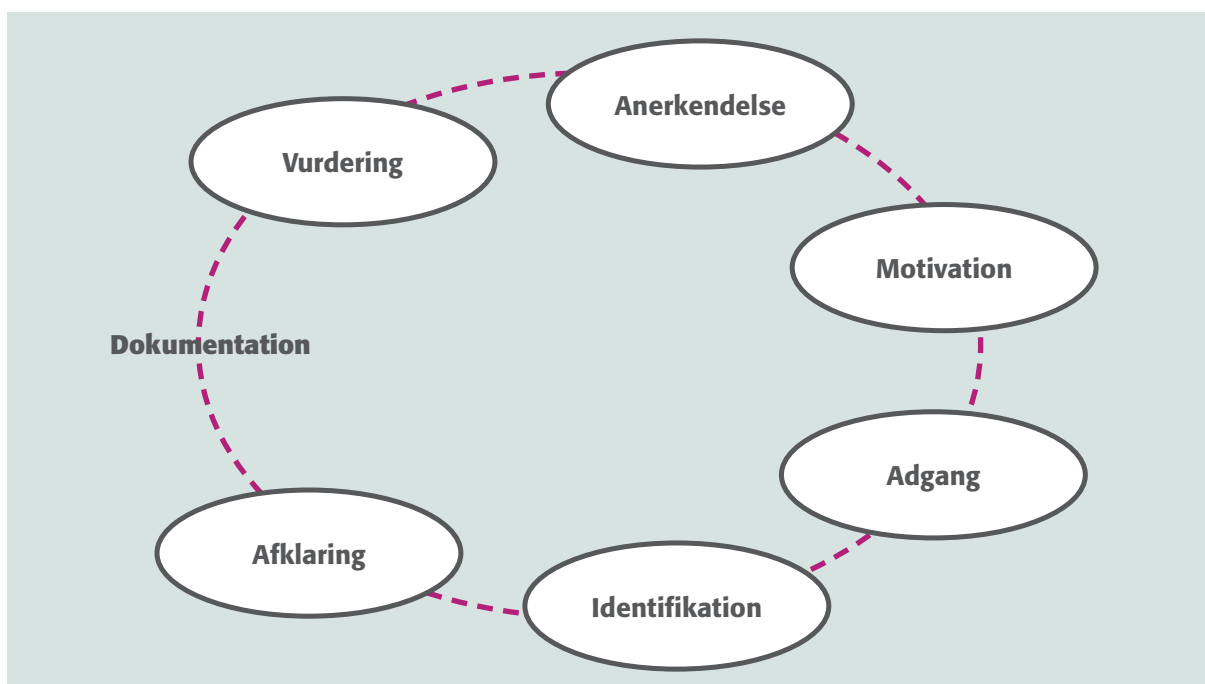 Anerkendelse
Vurdering
Motivation
Dokumentation
Adgang
Afklaring
Identifikation